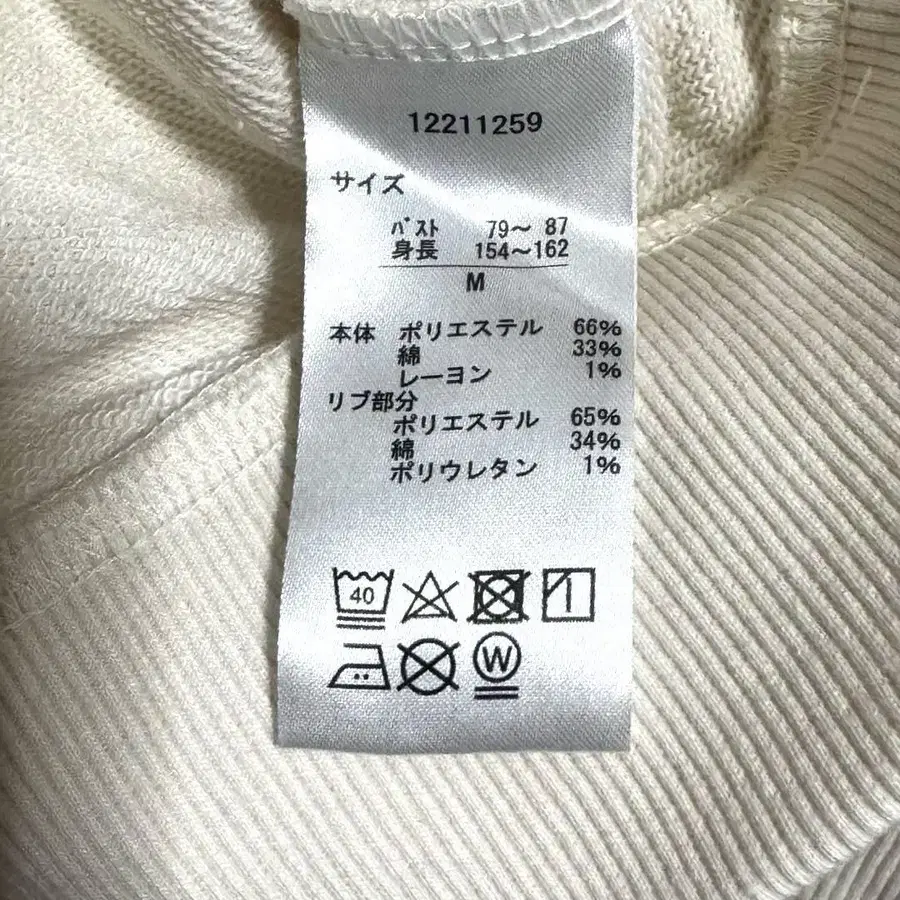 12211259
サイズ
バスト 79～ 87
身長 154～162
M
本体 ポリエステル 66%
綿 33%
レーヨン 1%
リブ部分
ポリエステル 65%
綿 34%
ポリウレタン 1%
40
W